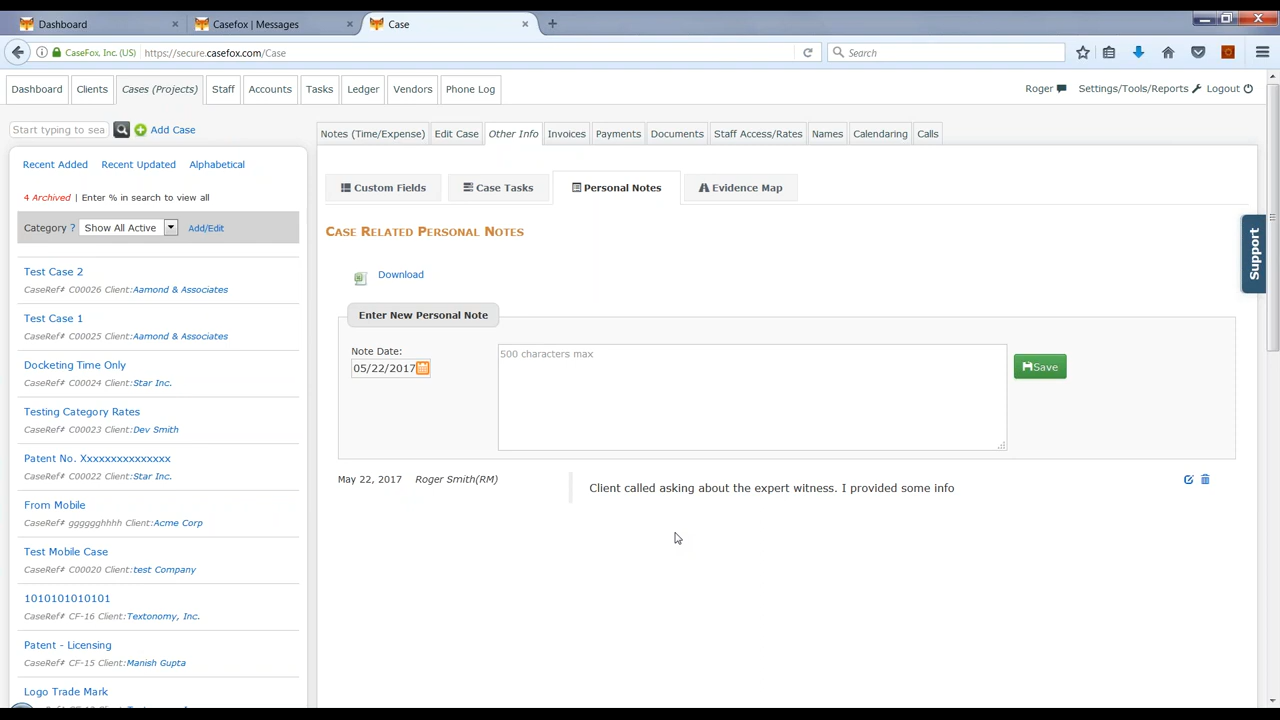 Dashboard × Casefox | Messages × Case × +
CaseFox, Inc. (US) https://secure.casefox.com/Case Search
Dashboard Clients Cases (Projects) Staff Accounts Tasks Ledger Vendors Phone Log Roger Settings/Tools/Reports Logout
Start typing to sea Add Case
Notes (Time/Expense) Edit Case Other Info Invoices Payments Documents Staff Access/Rates Names Calendaring Calls
Recent Added Recent Updated Alphabetical
4 Archived | Enter % in search to view all
Category ? Show All Active Add/Edit
Test Case 2
CaseRef# C00026 Client:Aamond & Associates
Test Case 1
CaseRef# C00025 Client:Aamond & Associates
Docketing Time Only
CaseRef# C00024 Client:Star Inc.
Testing Category Rates
CaseRef# C00023 Client:Dev Smith
Patent No. Xxxxxxxxxxxxxx
CaseRef# C00022 Client:Star Inc.
From Mobile
CaseRef# gggggghhhh Client:Acme Corp
Test Mobile Case
CaseRef# C00020 Client:test Company
1010101010101
CaseRef# CF-16 Client:Textonomy, Inc.
Patent - Licensing
CaseRef# CF-15 Client:Manish Gupta
Logo Trade Mark
Custom Fields Case Tasks Personal Notes Evidence Map
CASE RELATED PERSONAL NOTES
Download
Enter New Personal Note
Note Date:
05/22/2017
500 characters max
Save
May 22, 2017 Roger Smith(RM) Client called asking about the expert witness. I provided some info
Support